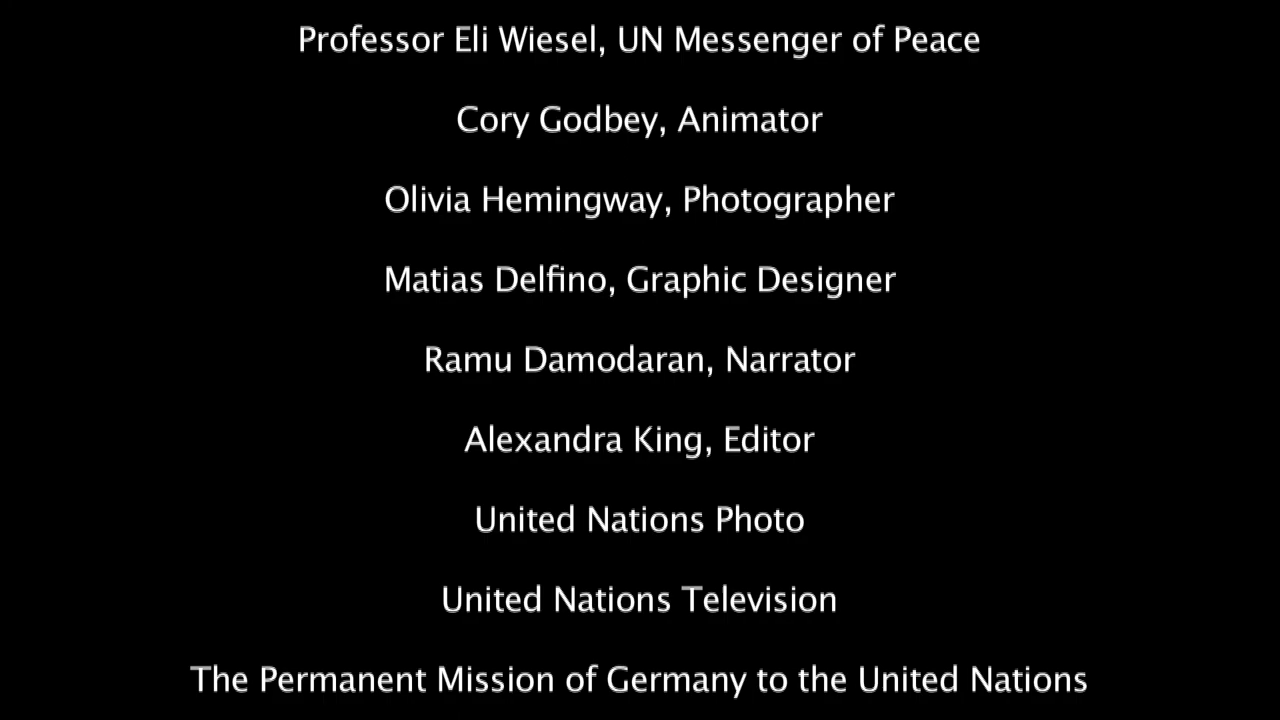 Professor Eli Wiesel, UN Messenger of Peace
Cory Godbey, Animator
Olivia Hemingway, Photographer
Matias Delfino, Graphic Designer
Ramu Damodaran, Narrator
Alexandra King, Editor
United Nations Photo
United Nations Television
The Permanent Mission of Germany to the United Nations